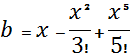 b = x − x²/3! + x⁵/5!